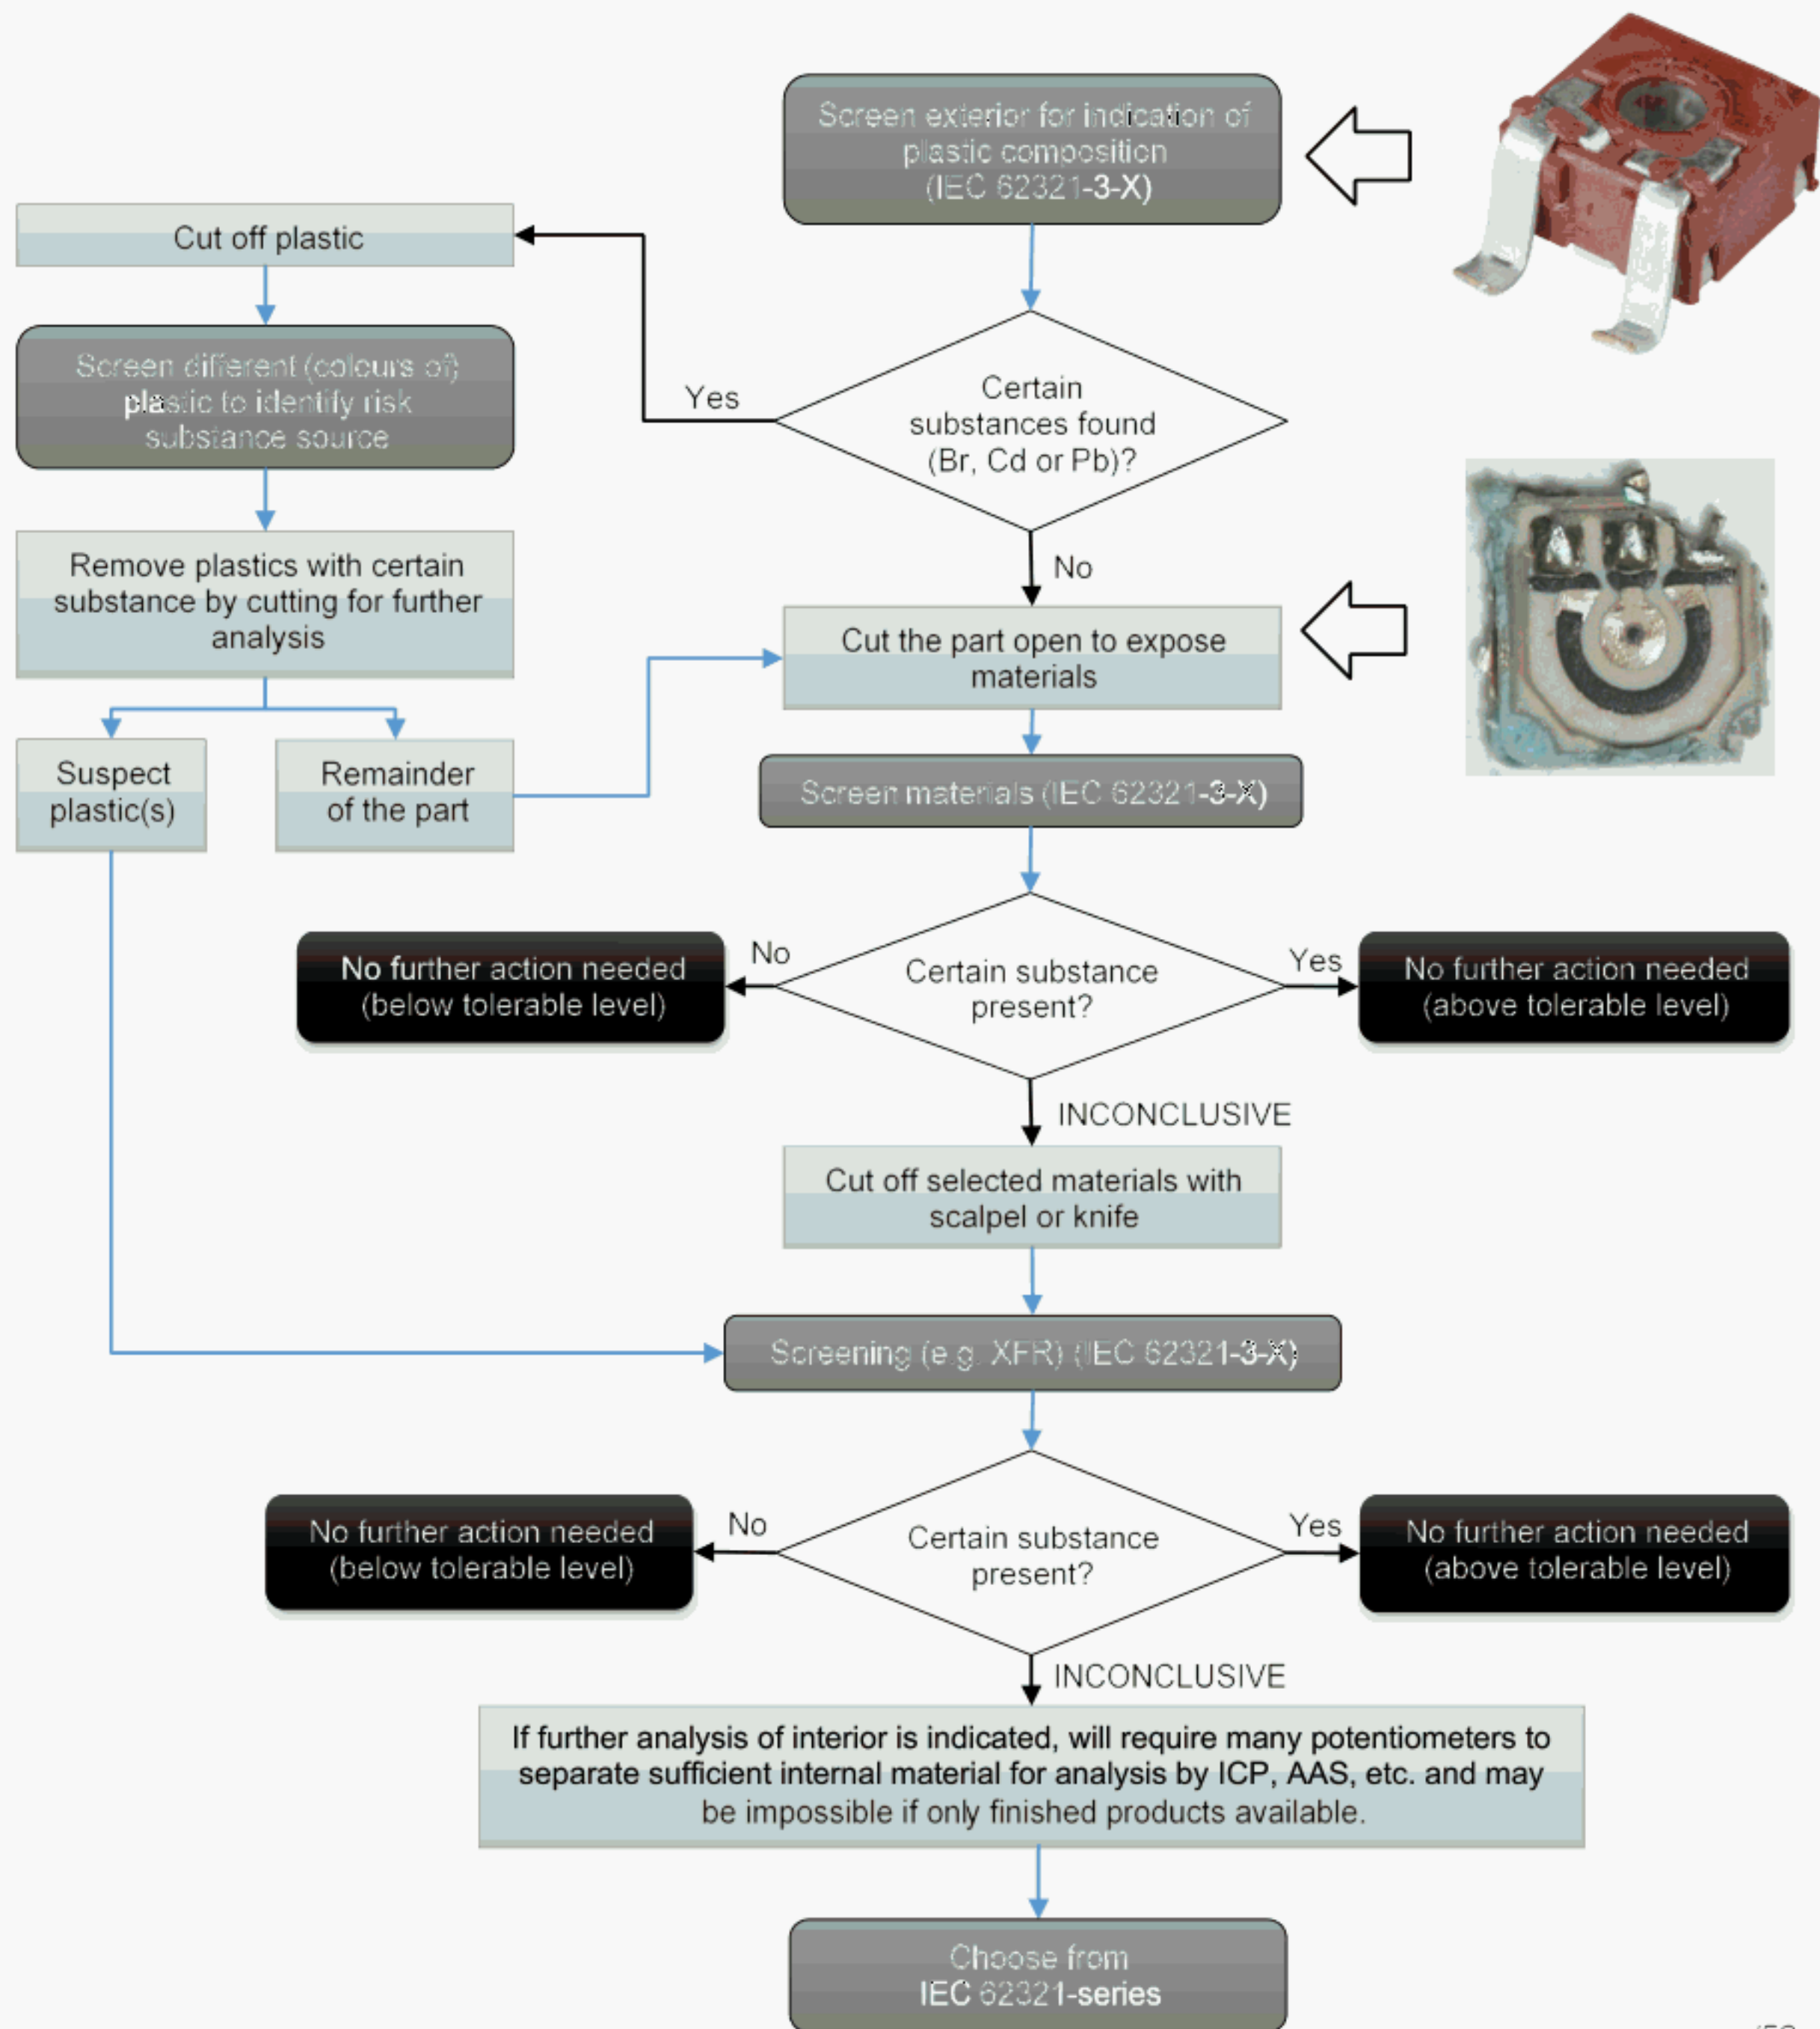 Screen exterior for indication of
plastic composition
(IEC 62321-3-X)
Cut off plastic
Screen different (colours of)
plastic to identify risk
substance source
Yes
Certain
substances found
(Br, Cd or Pb)?
No
Remove plastics with certain
substance by cutting for further
analysis
Cut the part open to expose
materials
Suspect
plastic(s)
Remainder
of the part
Screen materials (IEC 62321-3-X)
No further action needed
(below tolerable level)
No
Certain substance
present?
Yes
No further action needed
(above tolerable level)
INCONCLUSIVE
Cut off selected materials with
scalpel or knife
Screening (e.g. XFR) (IEC 62321-3-X)
No further action needed
(below tolerable level)
No
Certain substance
present?
Yes
No further action needed
(above tolerable level)
INCONCLUSIVE
If further analysis of interior is indicated, will require many potentiometers to
separate sufficient internal material for analysis by ICP, AAS, etc. and may
be impossible if only finished products available.
Choose from
IEC 62321-series